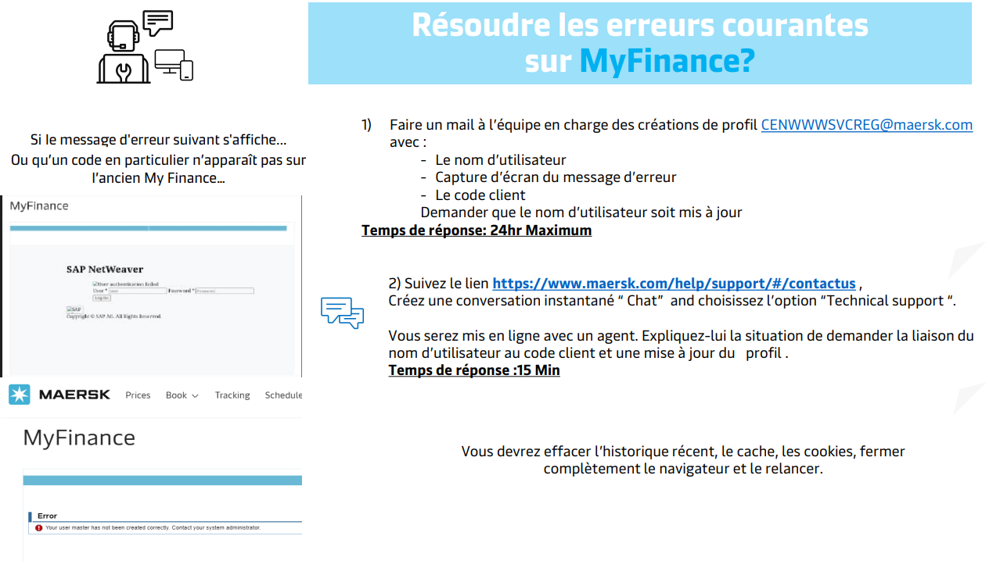 Résoudre les erreurs courantes
sur MyFinance?
Si le message d'erreur suivant s'affiche...
Ou qu’un code en particulier n’apparaît pas sur
l’ancien My Finance...
MyFinance
SAP NetWeaver
User authentication failed
User * User Password * Password
Log On
SAP
Copyright © SAP AG. All Rights Reserved.
MAERSK Prices Book Tracking Schedule
MyFinance
Error
Your user master has not been created correctly. Contact your system administrator.
1) Faire un mail à l’équipe en charge des créations de profil CENWWWSVCREG@maersk.com
avec :
- Le nom d’utilisateur
- Capture d’écran du message d’erreur
- Le code client
Demander que le nom d’utilisateur soit mis à jour
Temps de réponse: 24hr Maximum
2) Suivez le lien https://www.maersk.com/help/support/#/contactus ,
Créez une conversation instantané “ Chat” and choisissez l’option “Technical support “.
Vous serez mis en ligne avec un agent. Expliquez-lui la situation de demander la liaison du
nom d’utilisateur au code client et une mise à jour du profil .
Temps de réponse :15 Min
Vous devrez effacer l’historique récent, le cache, les cookies, fermer
complètement le navigateur et le relancer.